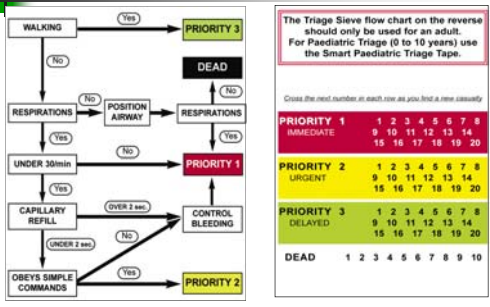 WALKING
Yes
PRIORITY 3
No
DEAD
No
RESPIRATIONS
No
POSITION
AIRWAY
RESPIRATIONS
Yes
Yes
UNDER 30/min
No
PRIORITY 1
Yes
CAPILLARY
REFILL
OVER 2 sec.
CONTROL
BLEEDING
UNDER 2 sec.
No
OBEYS SIMPLE
COMMANDS
Yes
PRIORITY 2
The Triage Sieve flow chart on the reverse
should only be used for an adult.
For Paediatric Triage (0 to 10 years) use
the Smart Paediatric Triage Tape.
Cross the next number in each row as you find a new casualty
PRIORITY 1 1 2 3 4 5 6 7 8
IMMEDIATE 9 10 11 12 13 14
15 16 17 18 19 20
PRIORITY 2 1 2 3 4 5 6 7 8
URGENT 9 10 11 12 13 14
15 16 17 18 19 20
PRIORITY 3 1 2 3 4 5 6 7 8
DELAYED 9 10 11 12 13 14
15 16 17 18 19 20
DEAD 1 2 3 4 5 6 7 8 9 10